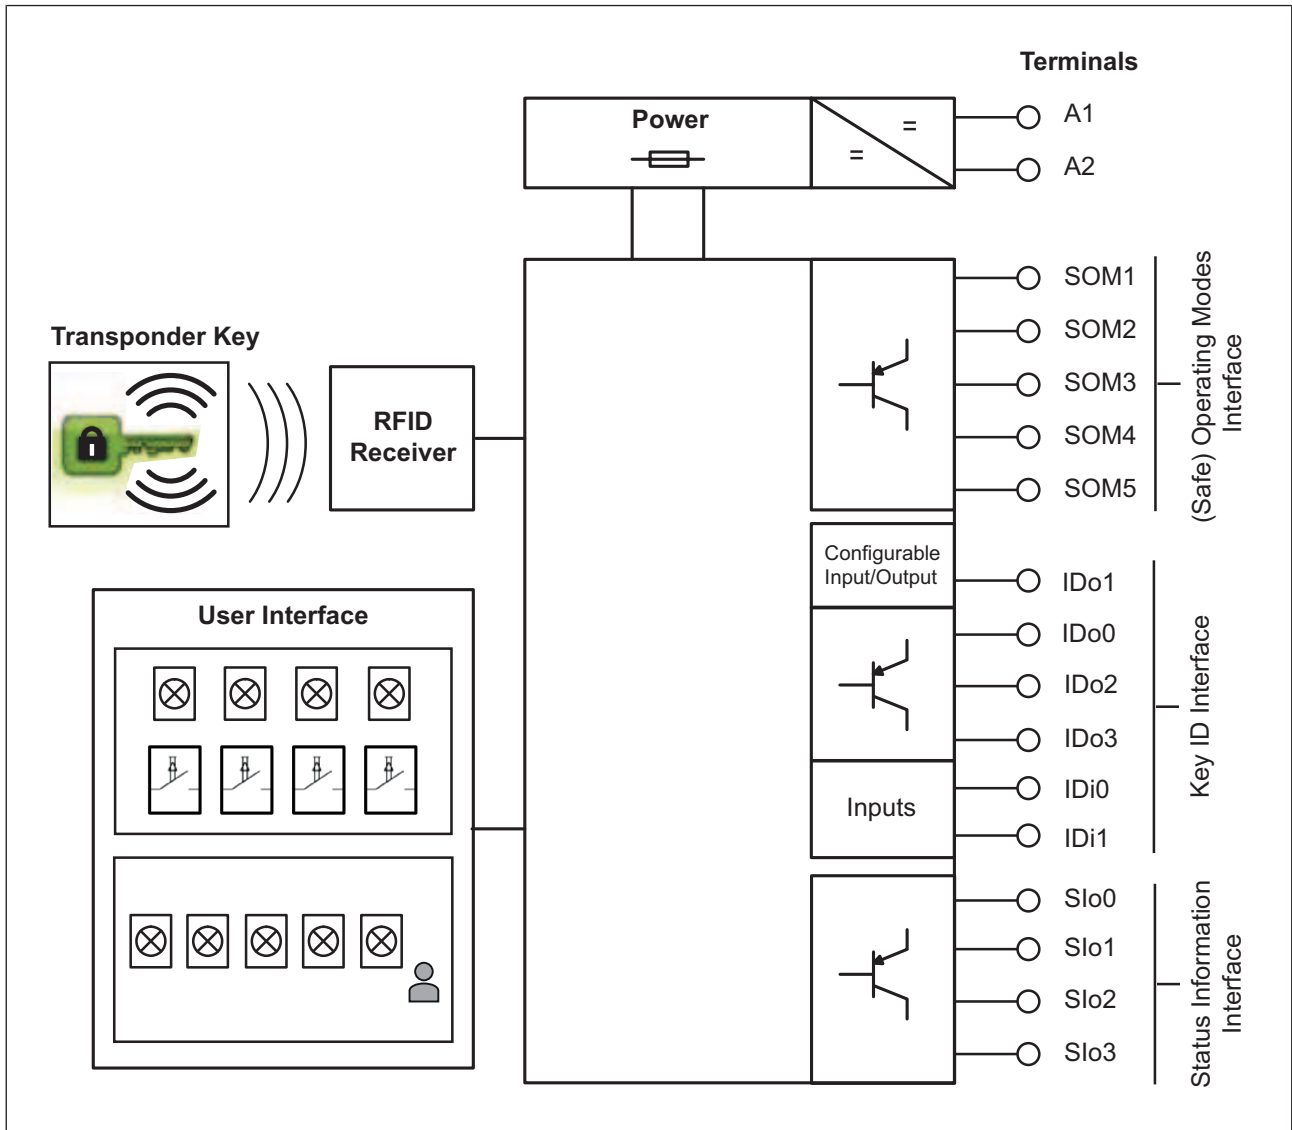 Terminals
Power
=
=
A1
A2
SOM1
SOM2
SOM3
SOM4
SOM5
(Safe) Operating Modes
Interface
Transponder Key
RFID
Receiver
Configurable
Input/Output
IDo1
IDo0
IDo2
IDo3
Inputs
IDi0
IDi1
Key ID Interface
User Interface
SIo0
SIo1
SIo2
SIo3
Status Information
Interface